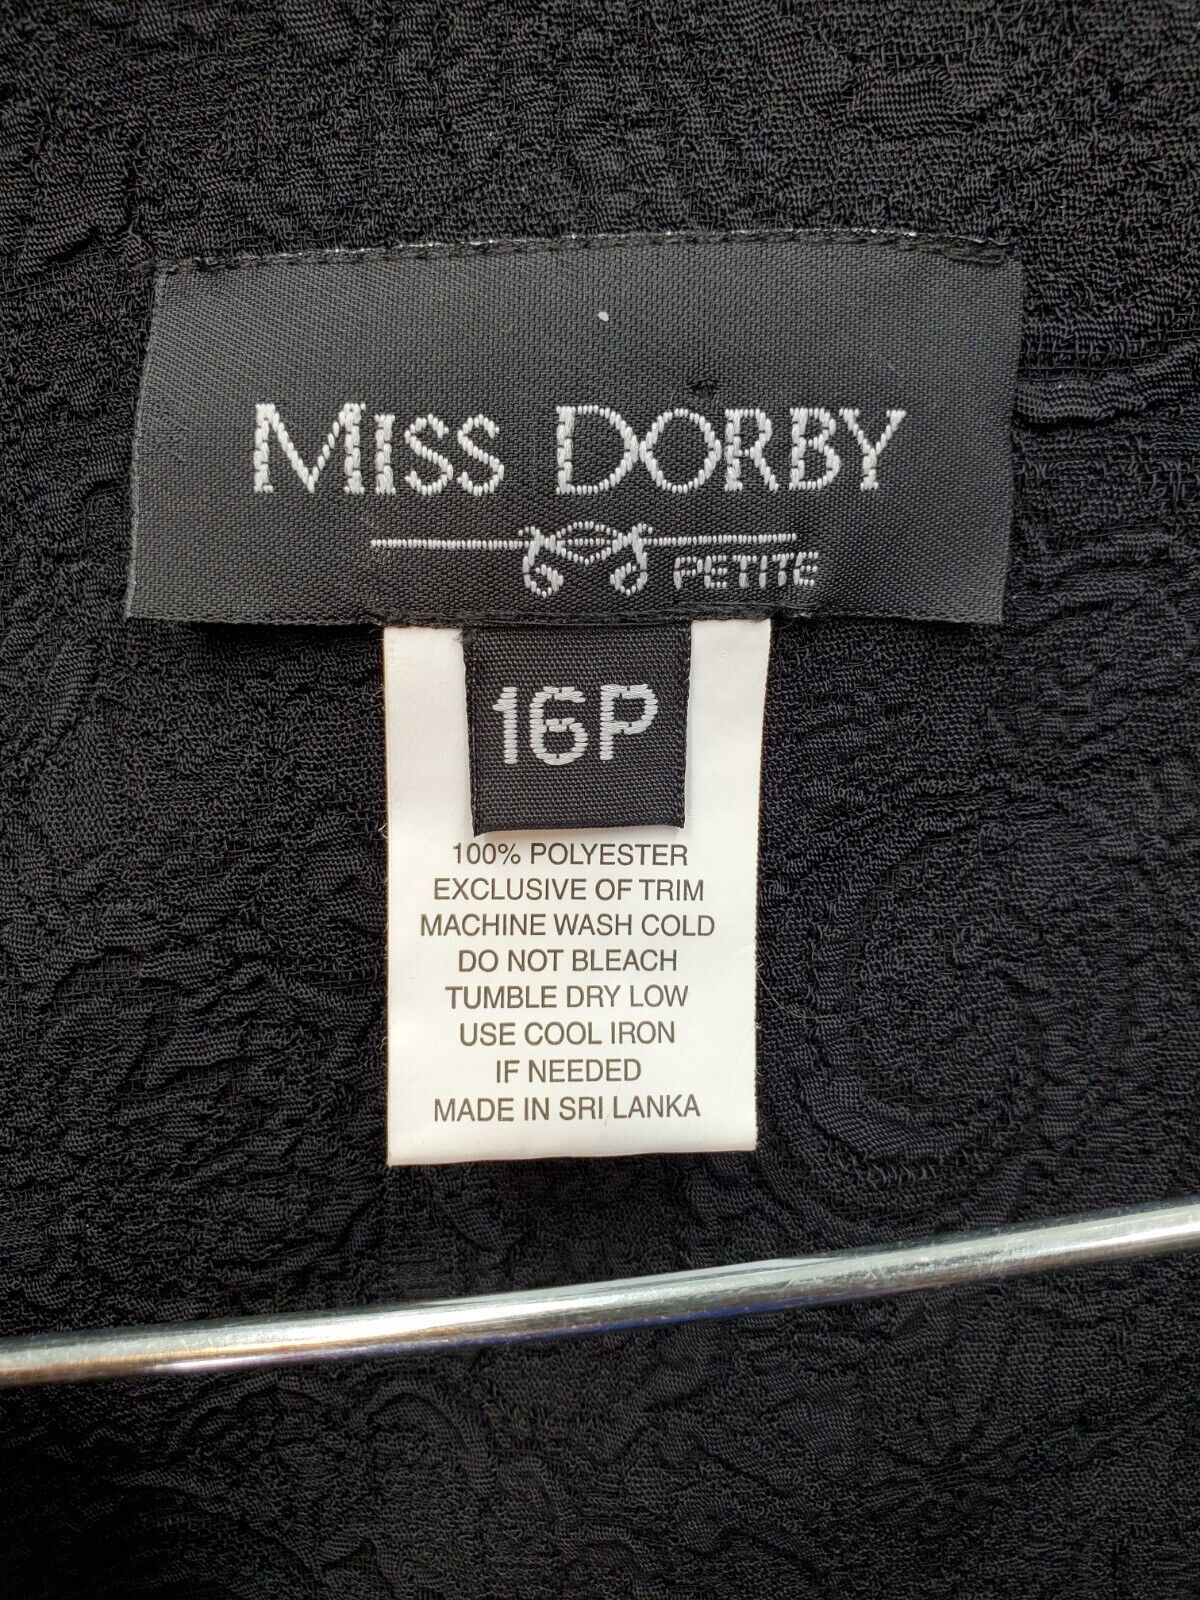 MISS DORBY
PETITE
16P
100% POLYESTER
EXCLUSIVE OF TRIM
MACHINE WASH COLD
DO NOT BLEACH
TUMBLE DRY LOW
USE COOL IRON
IF NEEDED
MADE IN SRI LANKA